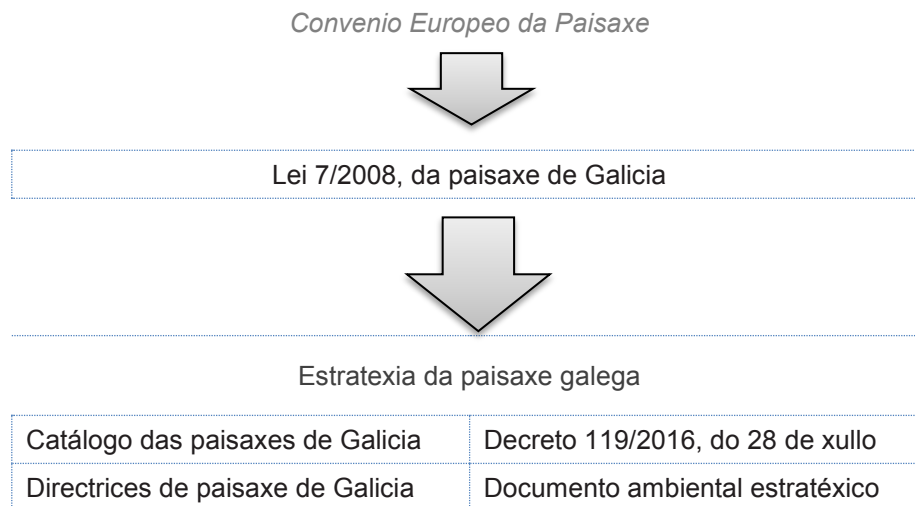 Convenio Europeo da Paisaxe
Lei 7/2008, da paisaxe de Galicia
Estratexia da paisaxe galega
Catálogo das paisaxes de Galicia
Decreto 119/2016, do 28 de xullo
Directrices de paisaxe de Galicia
Documento ambiental estratéxico